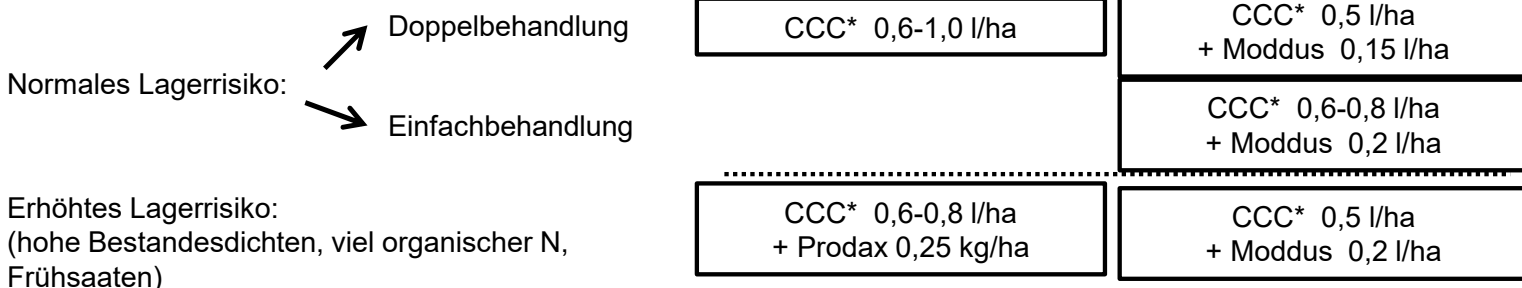 Doppelbehandlung
CCC* 0,6-1,0 l/ha
CCC* 0,5 l/ha
+ Moddus 0,15 l/ha
Normales Lagerrisiko:
Einfachbehandlung
CCC* 0,6-0,8 l/ha
+ Moddus 0,2 l/ha
Erhöhtes Lagerrisiko:
(hohe Bestandesdichten, viel organischer N,
Frühsaaten)
CCC* 0,6-0,8 l/ha
+ Prodax 0,25 kg/ha
CCC* 0,5 l/ha
+ Moddus 0,2 l/ha